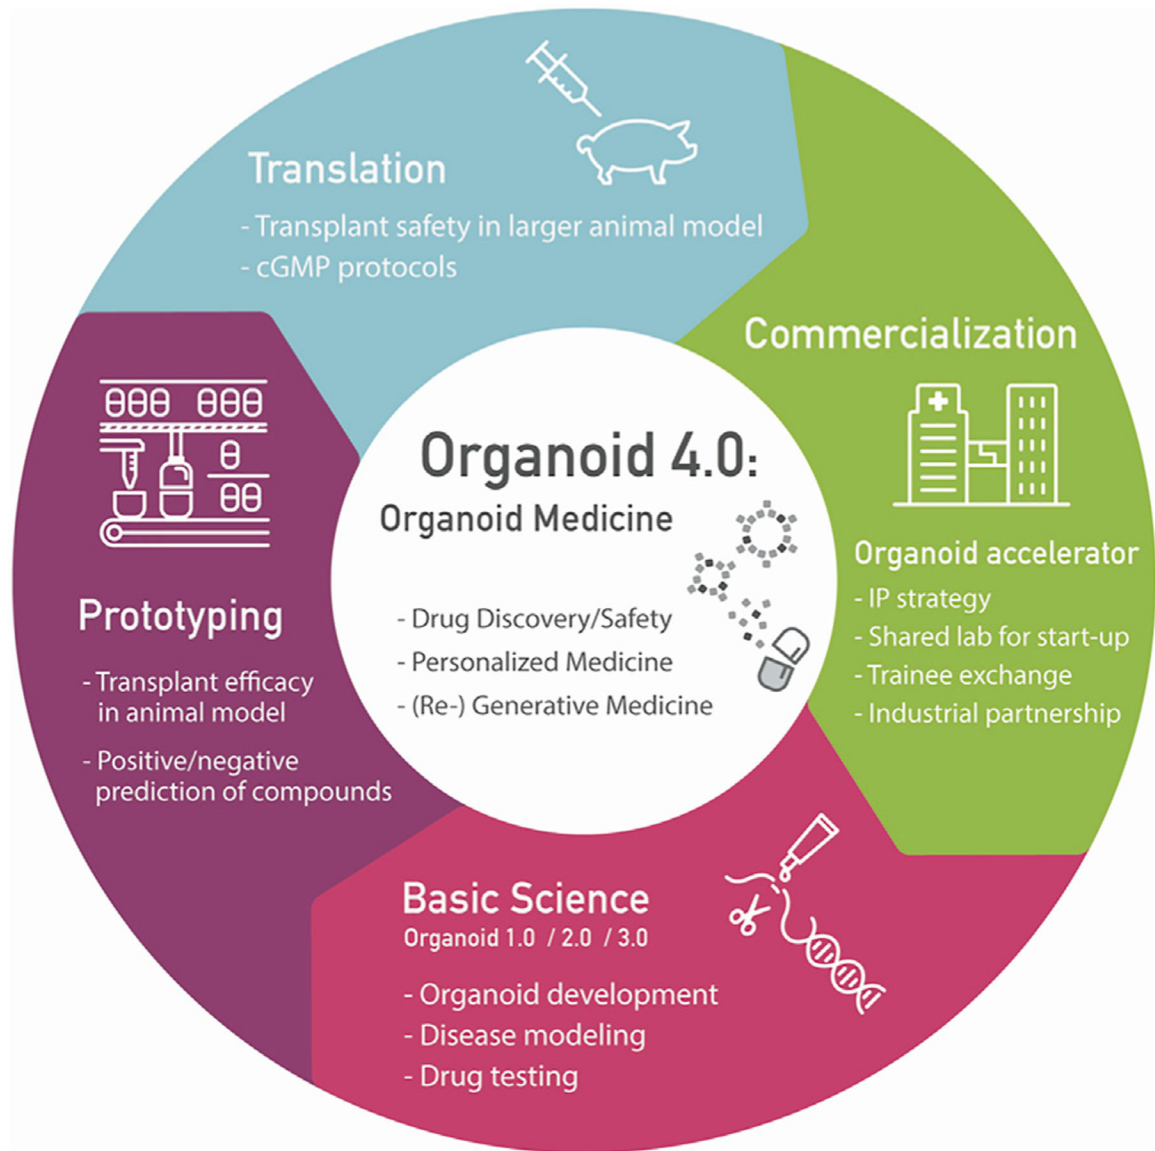 Translation
- Transplant safety in larger animal model
- cGMP protocols
Commercialization
Organoid accelerator
- IP strategy
- Shared lab for start-up
- Trainee exchange
- Industrial partnership
Organoid 4.0:
Organoid Medicine
- Drug Discovery/Safety
- Personalized Medicine
- (Re-) Generative Medicine
Prototyping
- Transplant efficacy
in animal model
- Positive/negative
prediction of compounds
Basic Science
Organoid 1.0 / 2.0 / 3.0
- Organoid development
- Disease modeling
- Drug testing